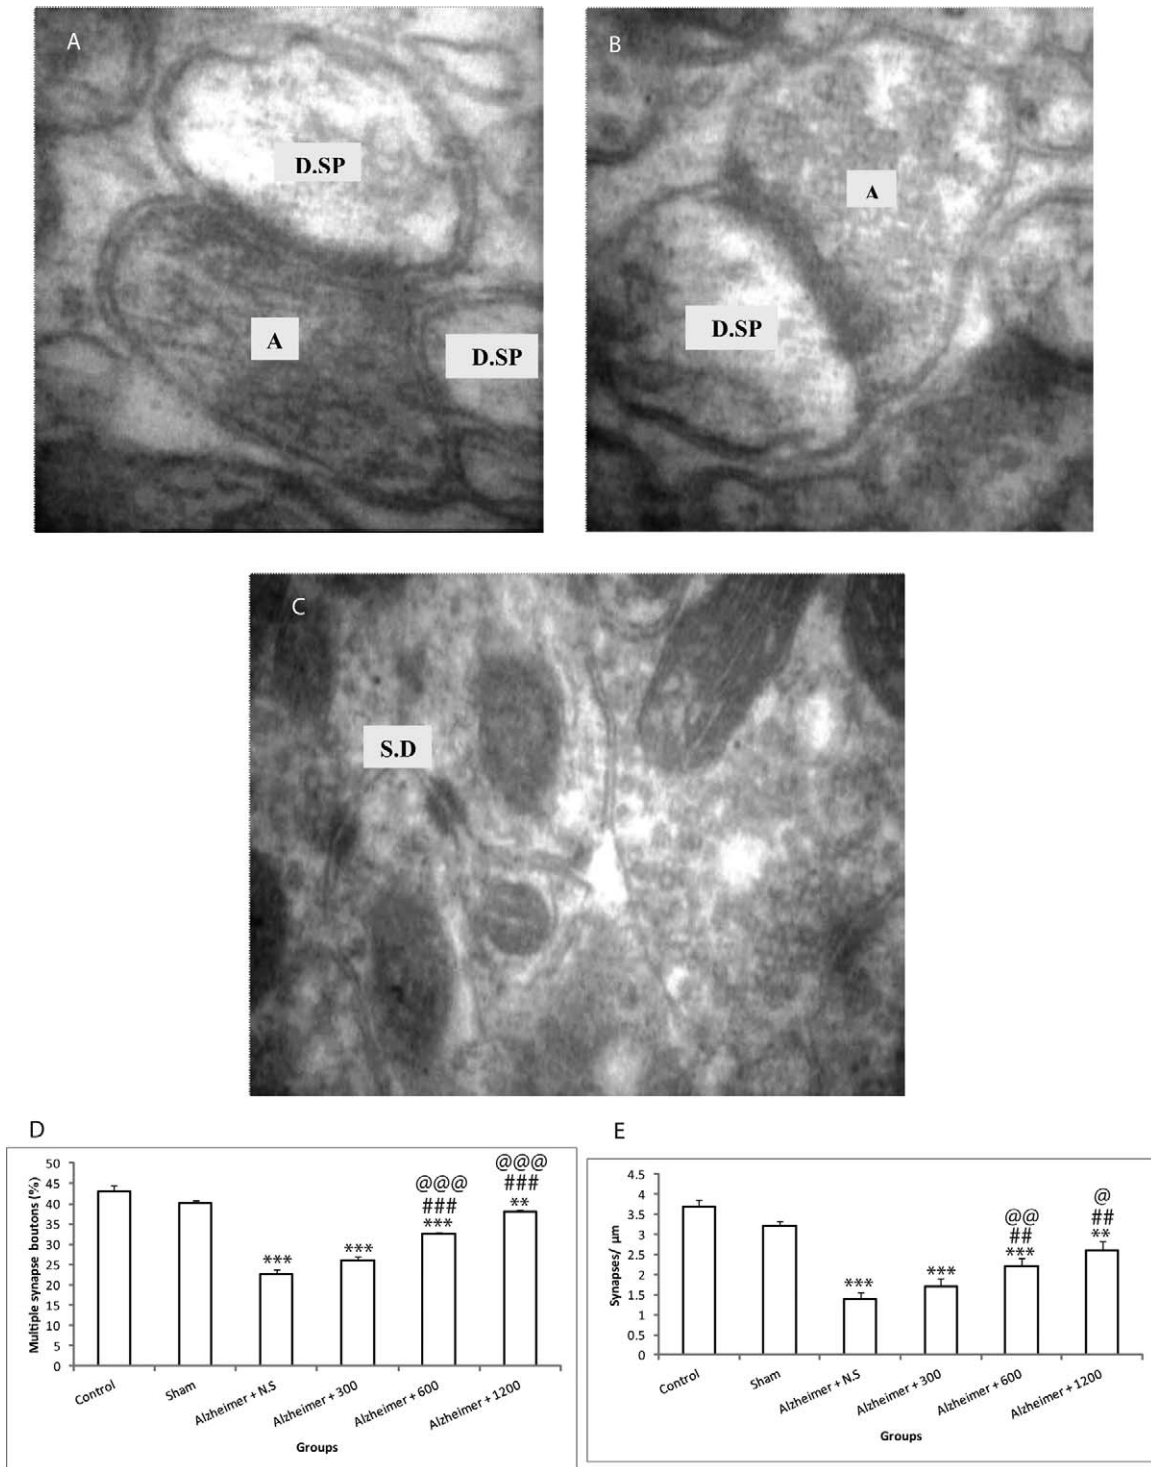 A
D.SP
A
D.SP
B
A
D.SP
C
S.D
D
Multiple synapse boutons (%)
50
45
40
35
30
25
20
15
10
5
0
***
***
@@@
###
***
@@@
###
**
Control
Sham
Alzheimer + N.S
Alzheimer + 300
Alzheimer + 600
Alzheimer + 1200
Groups
E
Synapses/ μm
4.5
4
3.5
3
2.5
2
1.5
1
0.5
0
***
***
@@
##
***
@
##
**
Control
Sham
Alzheimer + N.S
Alzheimer + 300
Alzheimer + 600
Alzheimer + 1200
Groups